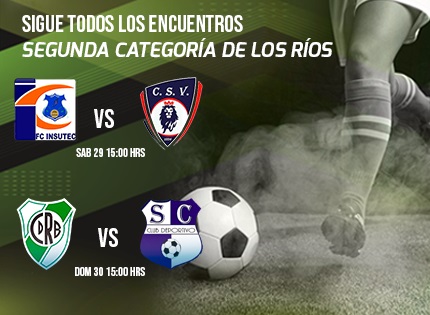 SIGUE TODOS LOS ENCUENTROS
SEGUNDA CATEGORÍA DE LOS RÍOS
FC INSUTEC
VS
C. S. V.
SAB 29 15:00 HRS
CDRB
VS
SC
CLUB DEPORTIVO
DOM 30 15:00 HRS